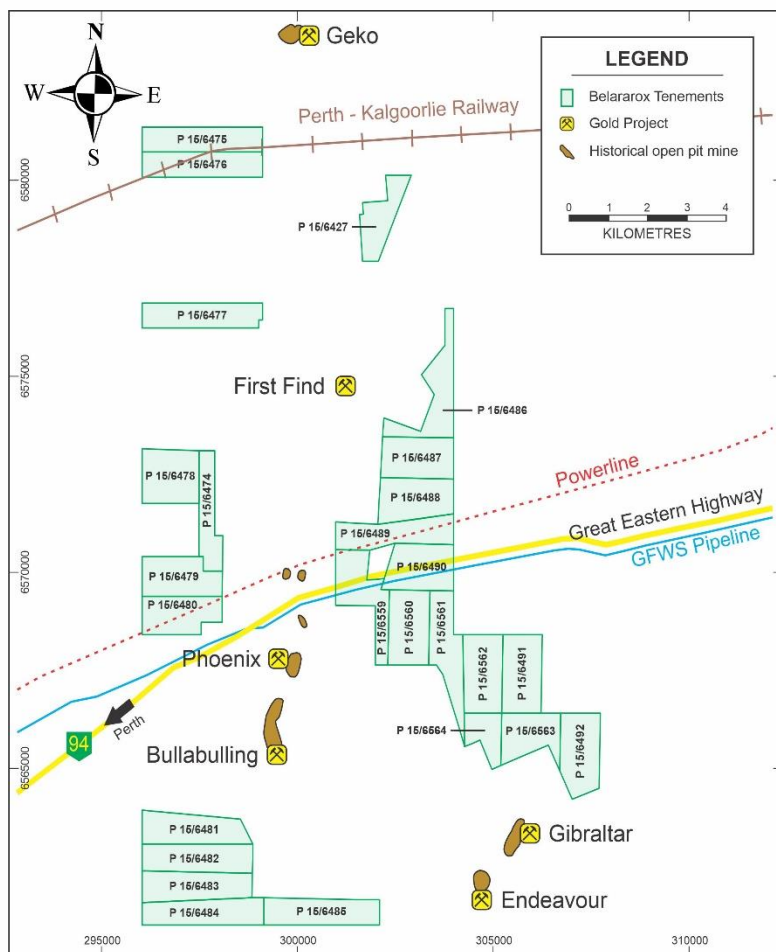 N
W
E
S
Geko
LEGEND
Belararox Tenements
Gold Project
Historical open pit mine
0 1 2 3 4
KILOMETRES
Perth - Kalgoorlie Railway
P 15/6475
P 15/6476
6580000
P 15/6427
P 15/6477
6575000
First Find
P 15/6486
P 15/6487
P 15/6478
P 15/6474
P 15/6488
Powerline
Great Eastern Highway
GFWS Pipeline
P 15/6489
6570000
P 15/6490
P 15/6479
P 15/6480
P 15/6559
P 15/6560
P 15/6561
P 15/6562
P 15/6491
Phoenix
Perth
94
P 15/6564
P 15/6563
P 15/6492
Bullabulling
6565000
P 15/6481
P 15/6482
P 15/6483
P 15/6484
P 15/6485
Gibraltar
Endeavour
295000
300000
305000
310000